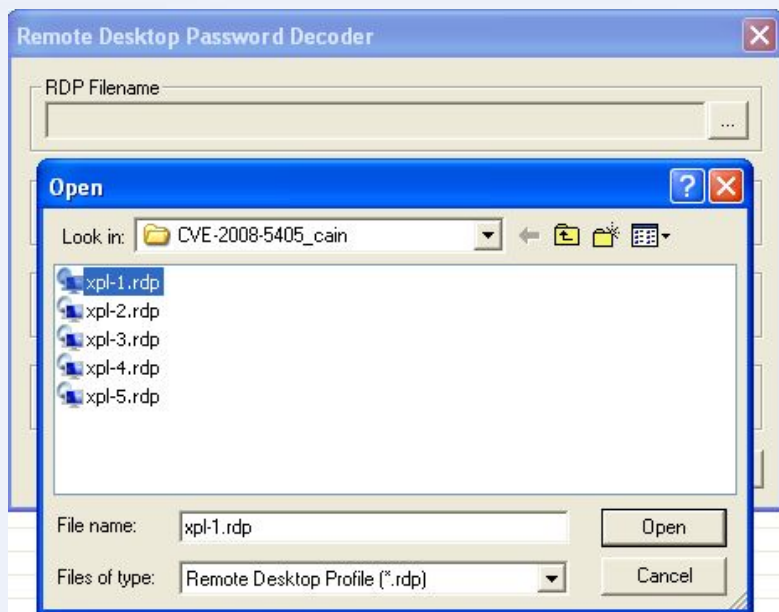 Remote Desktop Password Decoder
RDP Filename
...
Open
Look in: CVE-2008-5405_cain
xpl-1.rdp
xpl-2.rdp
xpl-3.rdp
xpl-4.rdp
xpl-5.rdp
File name: xpl-1.rdp Open
Files of type: Remote Desktop Profile (*.rdp) Cancel